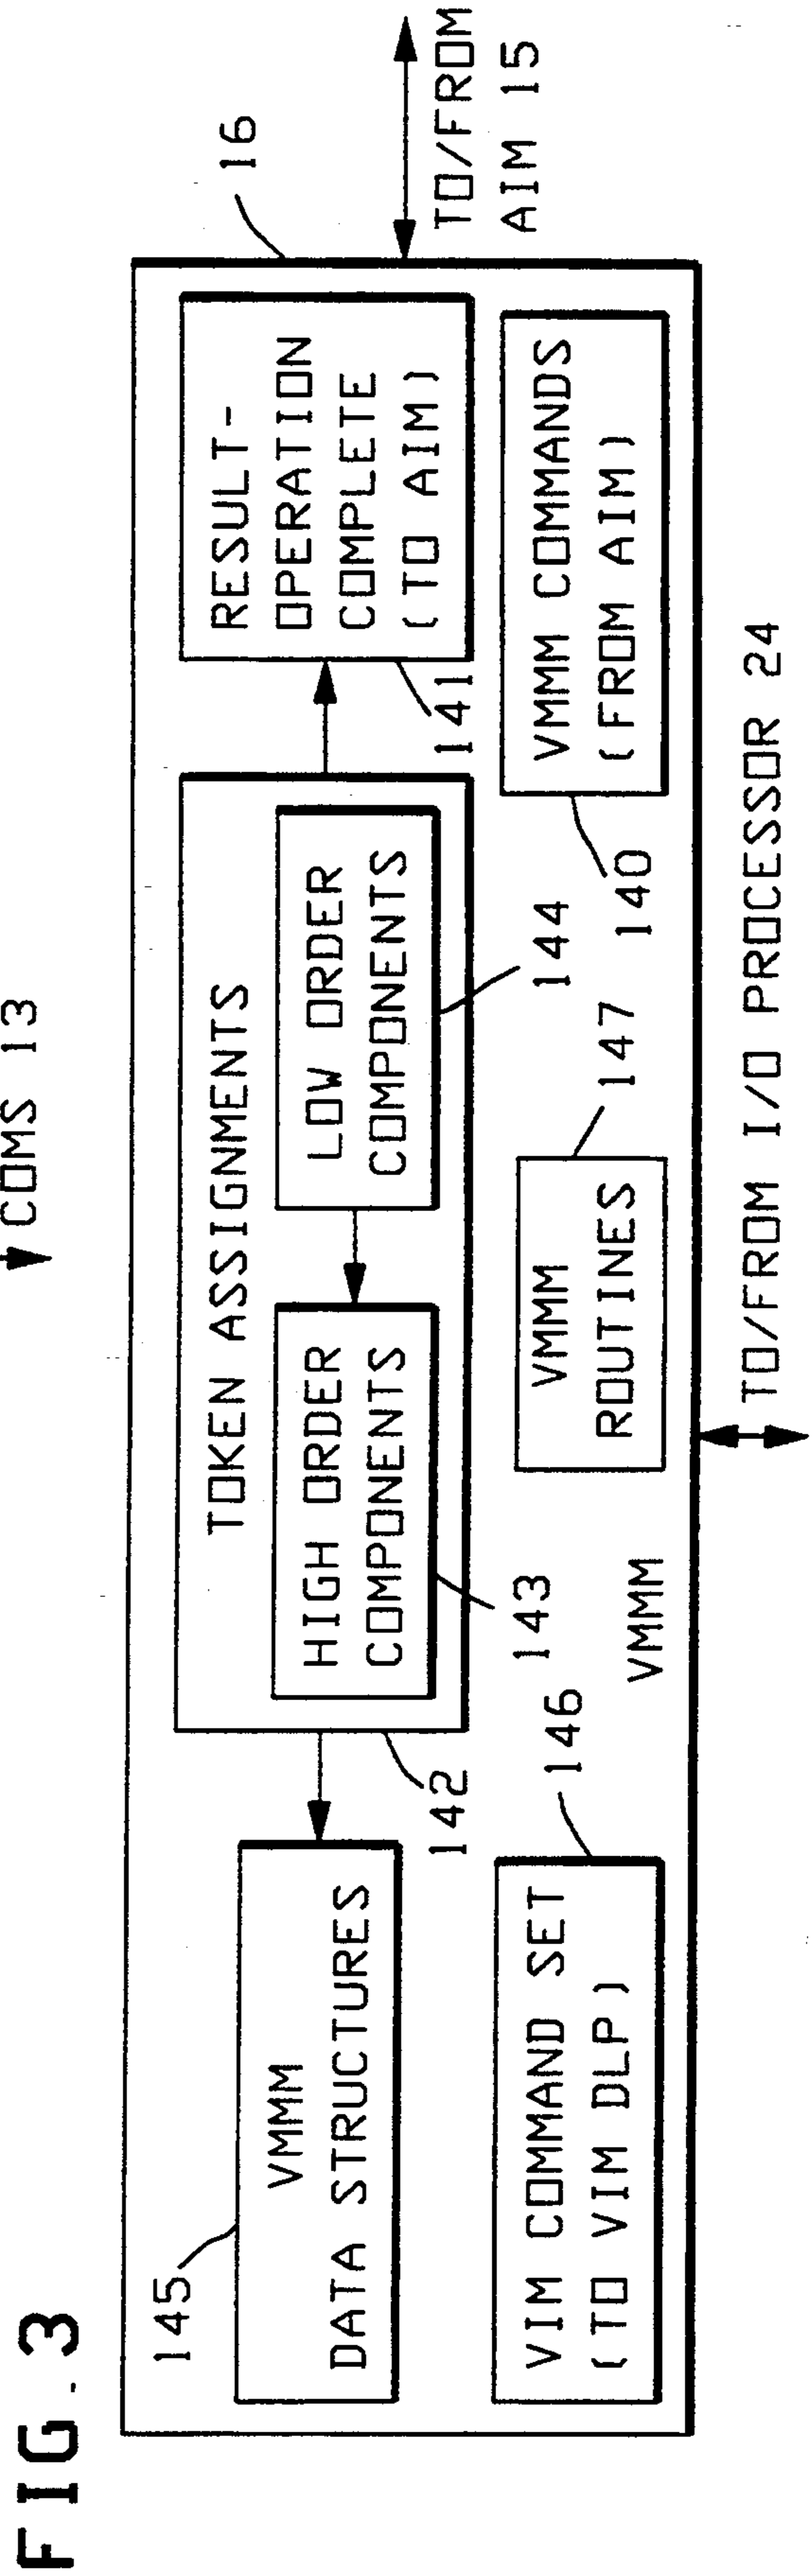 COMS 13
FIG. 3
145
VMMM
DATA STRUCTURES
TOKEN ASSIGNMENTS
HIGH ORDER
COMPONENTS
LOW ORDER
COMPONENTS
RESULT-
OPERATION
COMPLETE
(TO AIM)
16
TO/FROM
AIM 15
142
143
144
141
146
VIM COMMAND SET
(TO VIM DLP)
VMMM
VMMM
ROUTINES
147
140
VMMM COMMANDS
(FROM AIM)
TO/FROM I/O PROCESSOR 24